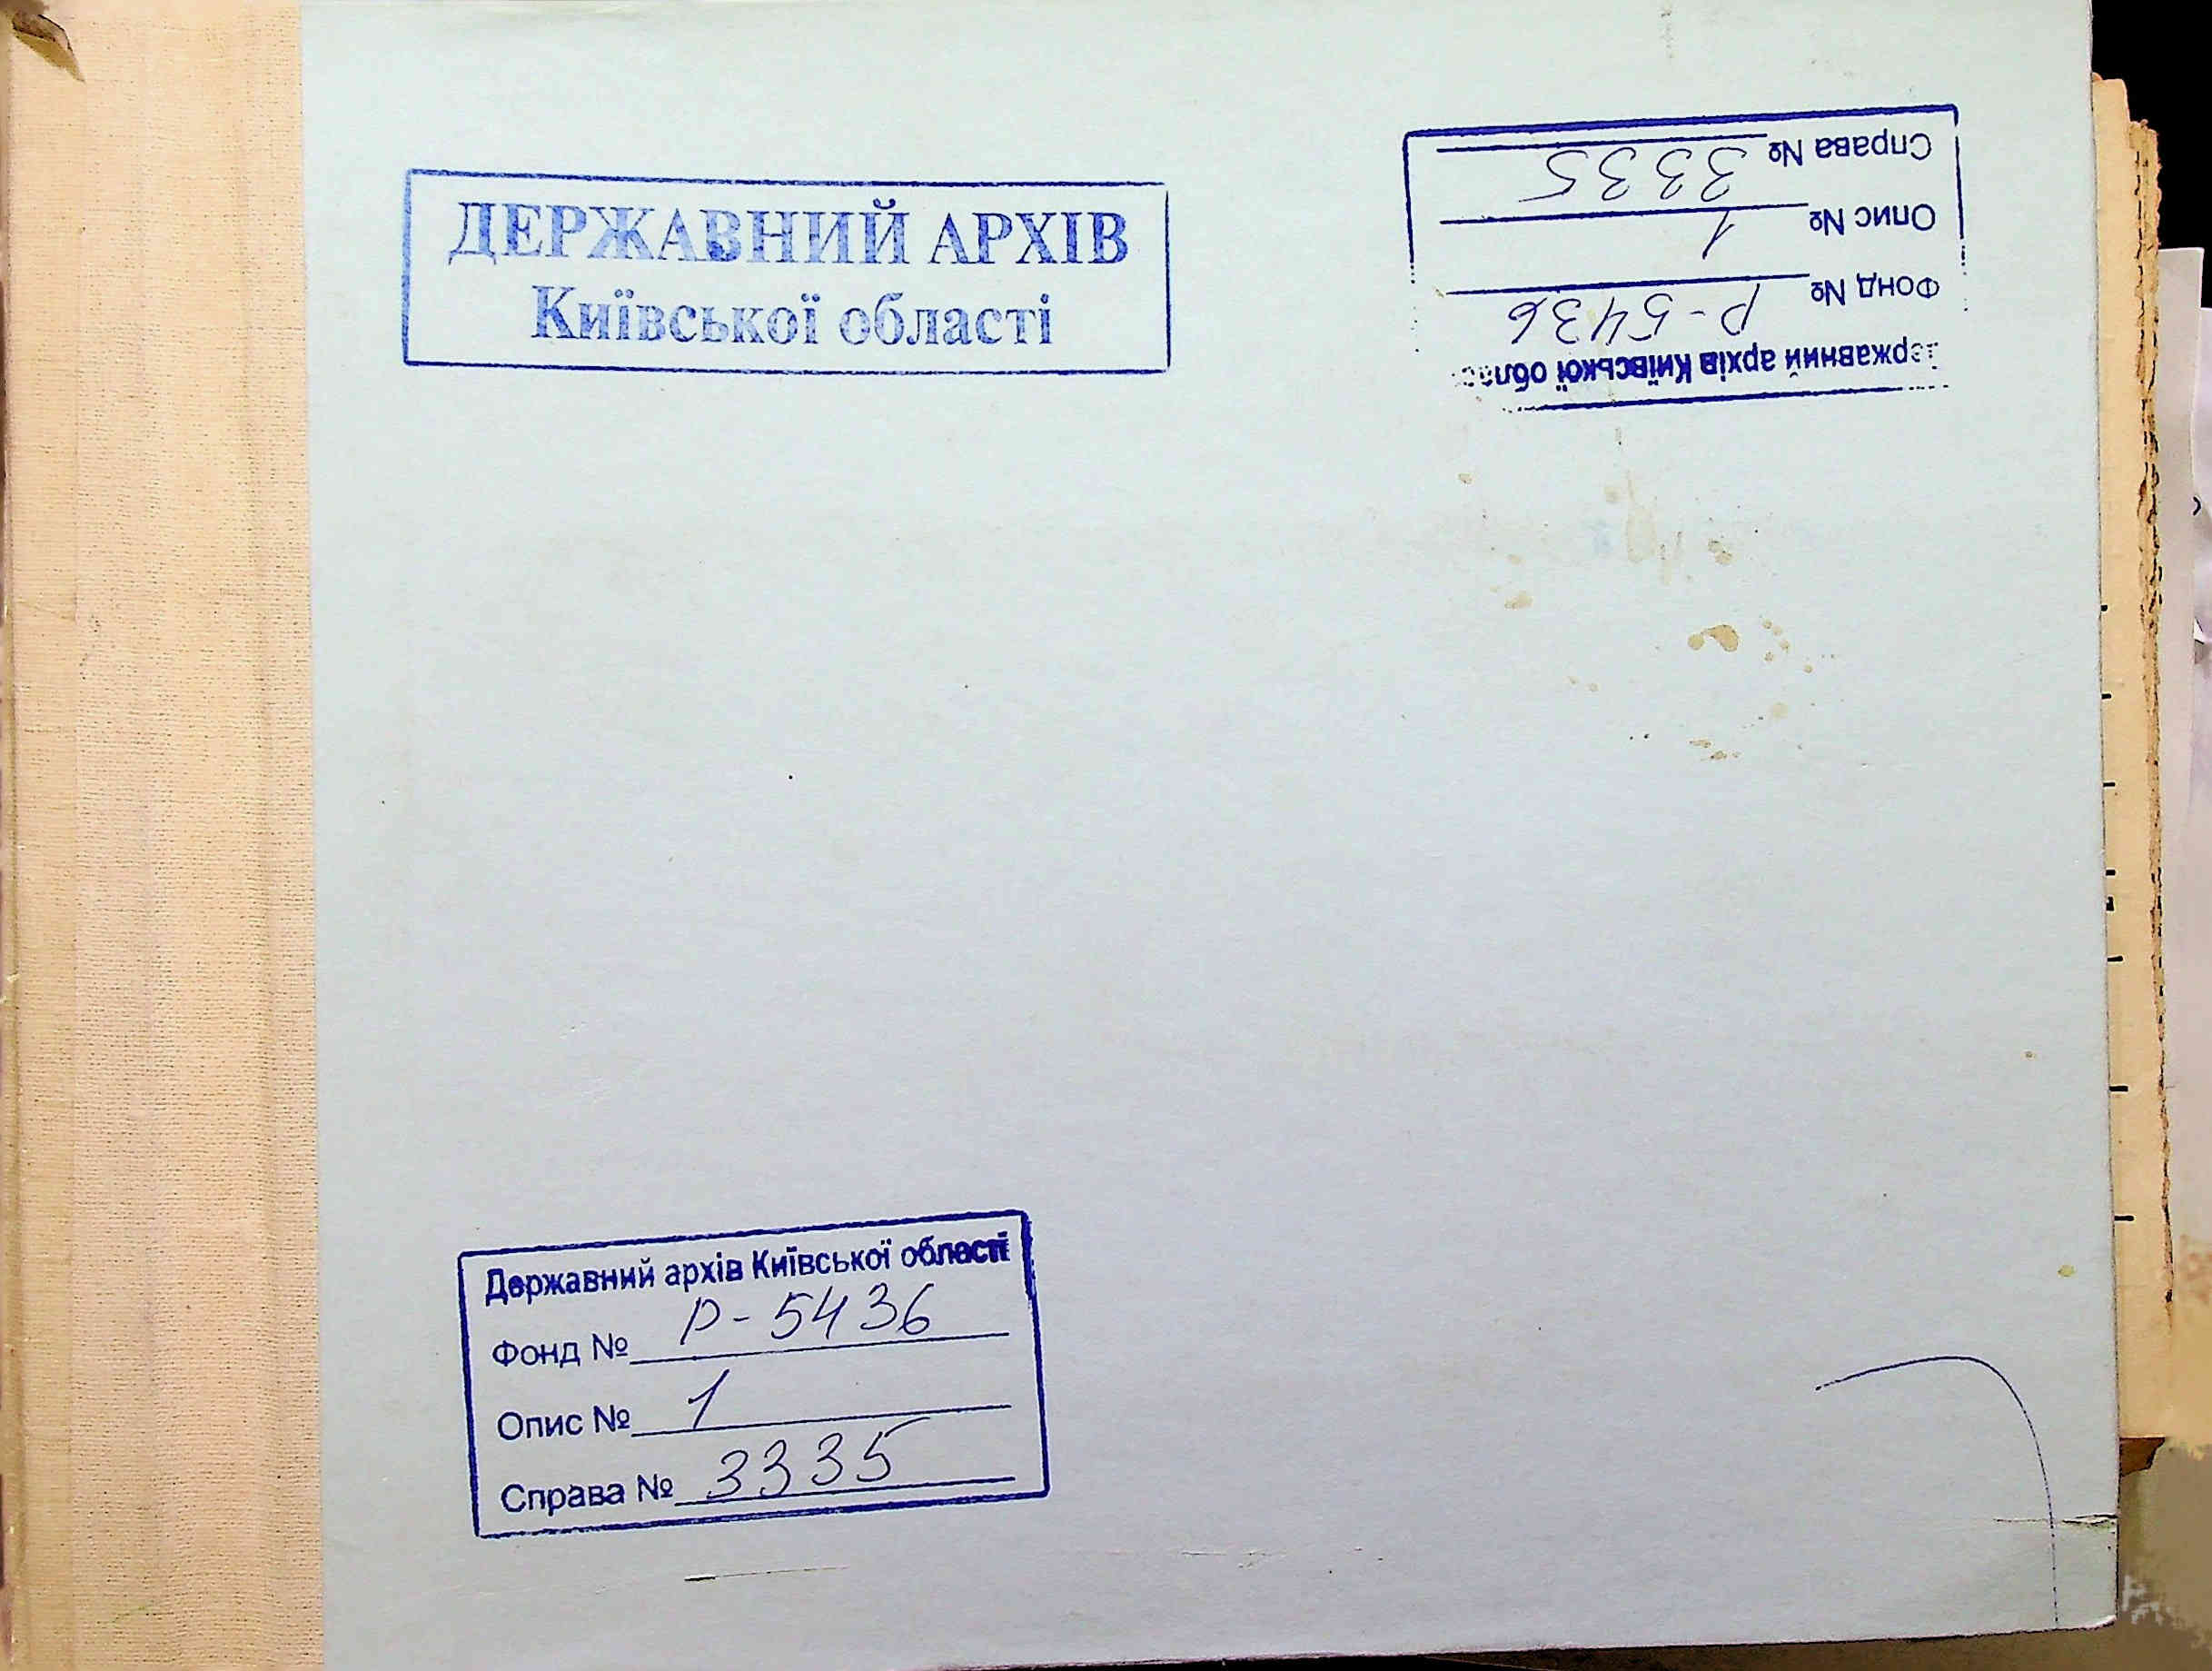 ДЕРЖАВНИЙ АРХІВ
Київської області
Державний архів Київської облас
Фонд № Р-5436
Опис № 1
Справа № 3335
Державний архів Київської області
Фонд № Р-5436
Опис № 1
Справа № 3335